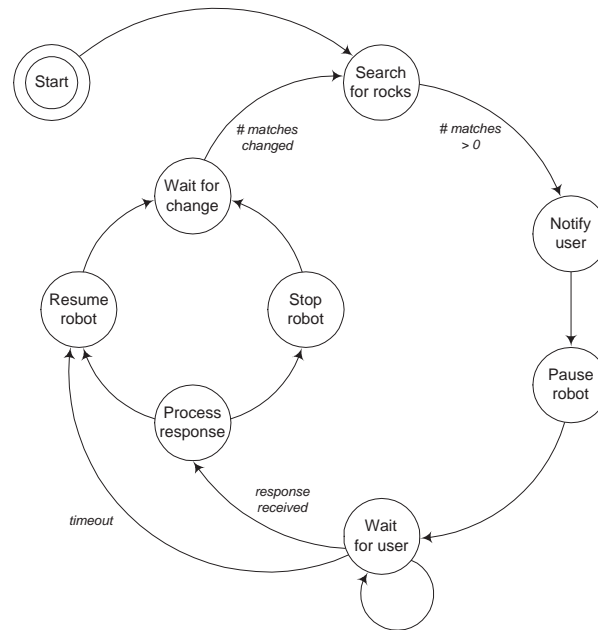 Start
Search
for rocks
# matches
changed
# matches
> 0
Wait for
change
Notify
user
Resume
robot
Stop
robot
Pause
robot
Process
response
response
received
timeout
Wait
for user